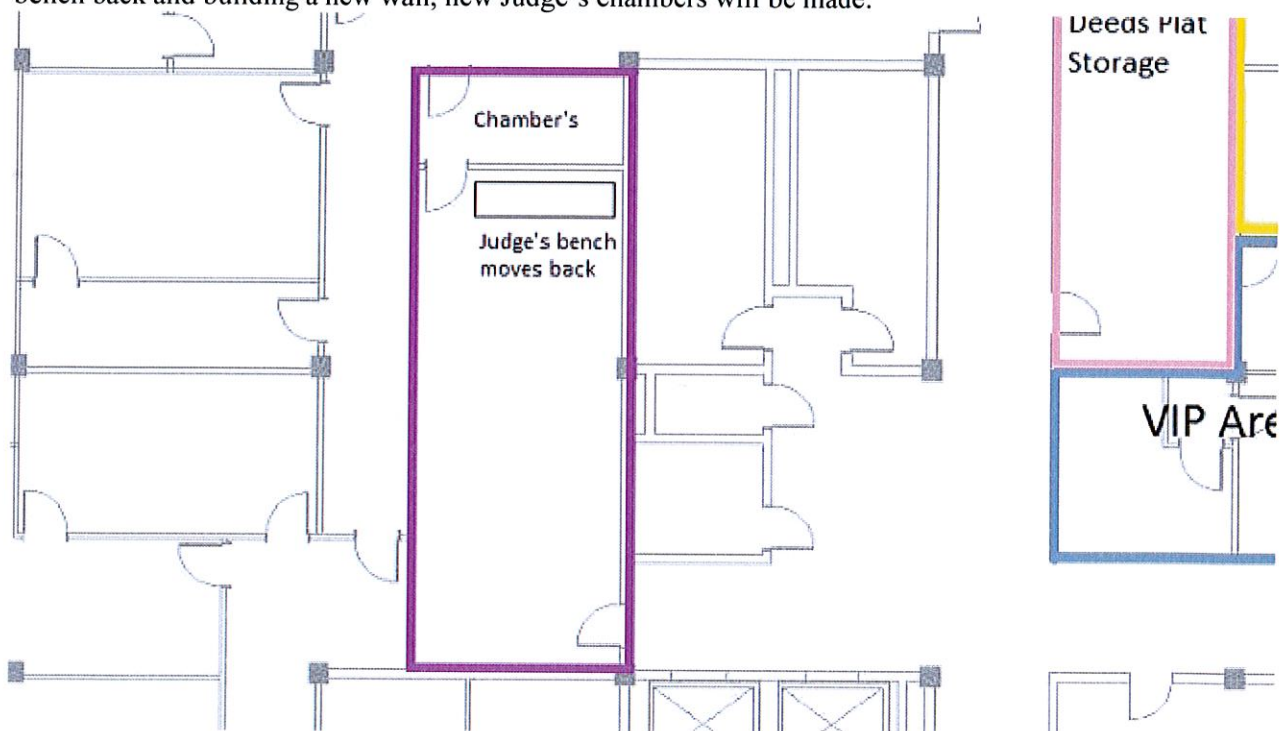 bench back and building a new wall, new Judge's chambers will be made.
Deeds Plat
Storage
Chamber's
Judge's bench
moves back
VIP Are